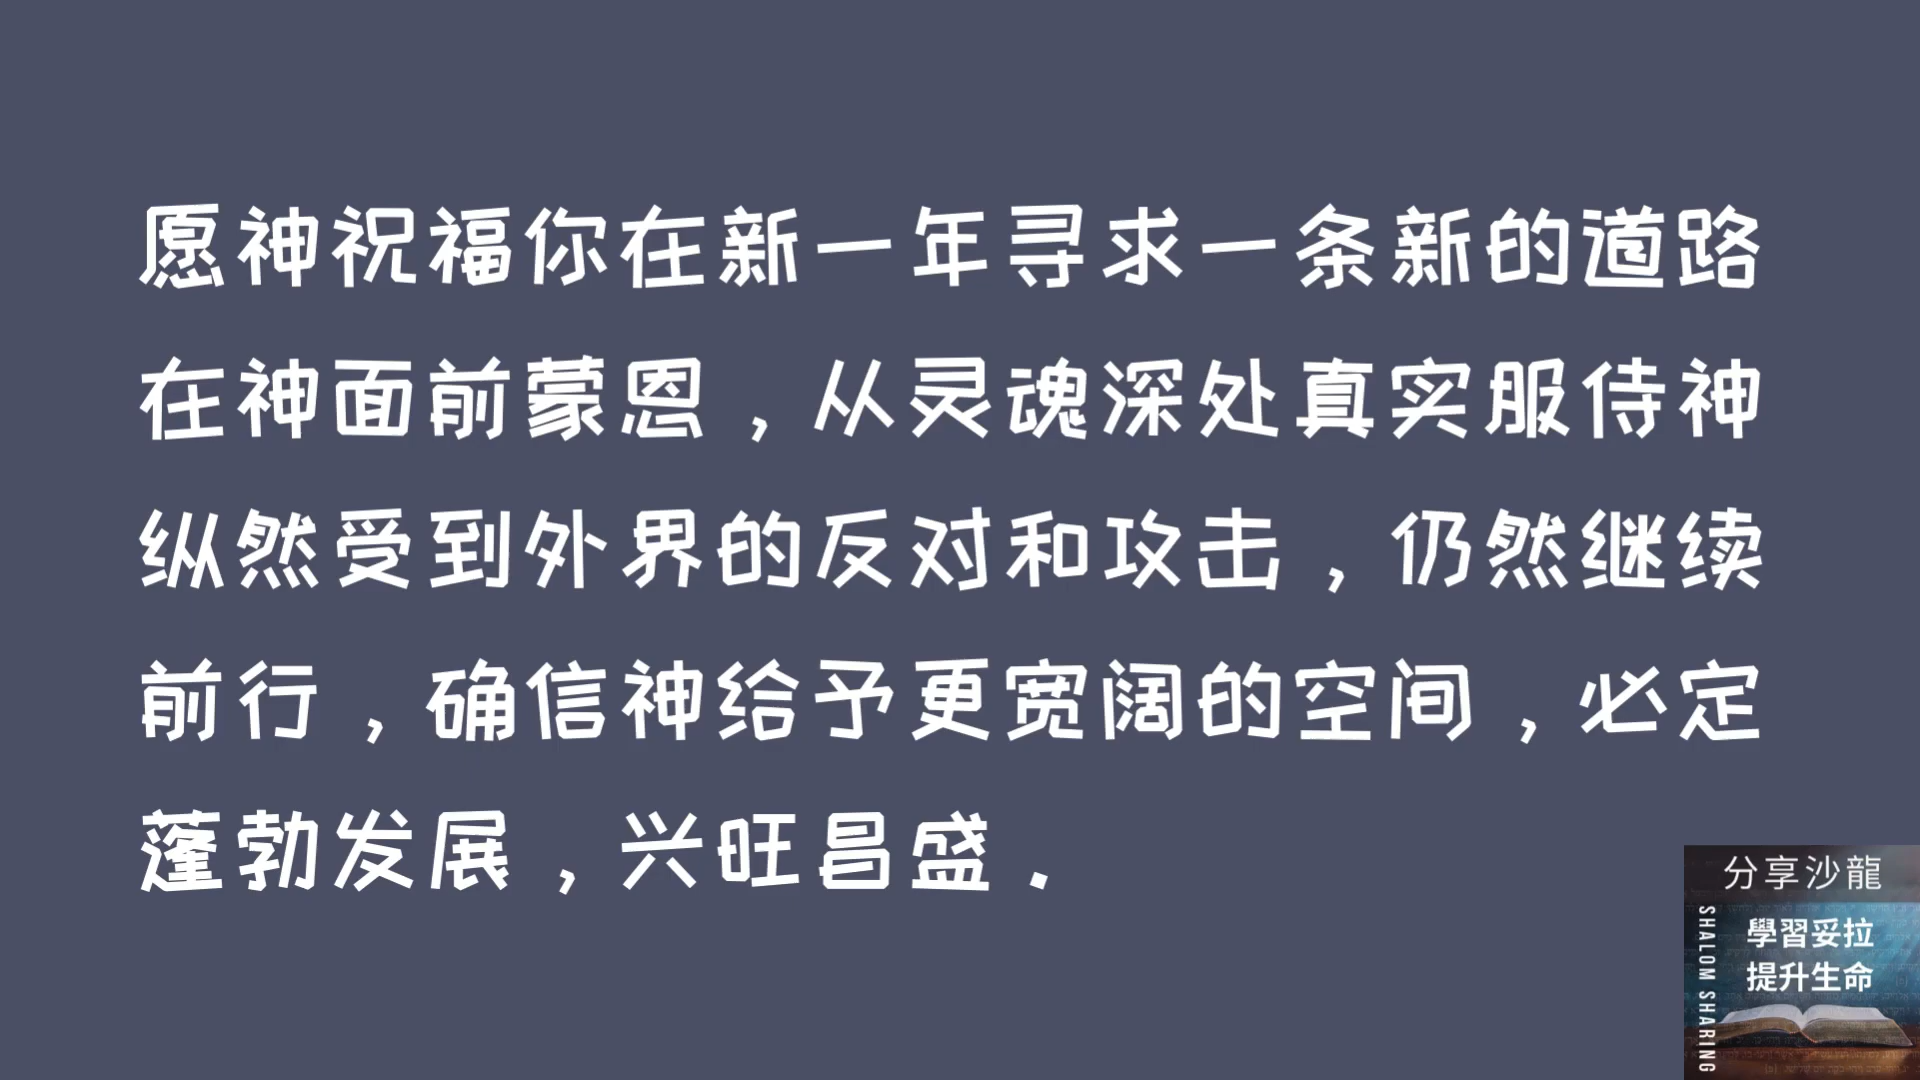 愿神祝福你在新一年寻求一条新的道路
在神面前蒙恩，从灵魂深处真实服侍神
纵然受到外界的反对和攻击，仍然继续
前行，确信神给予更宽阔的空间，必定
蓬勃发展，兴旺昌盛．
分享沙龍
學習妥拉
提升生命
SHALOM SHARING